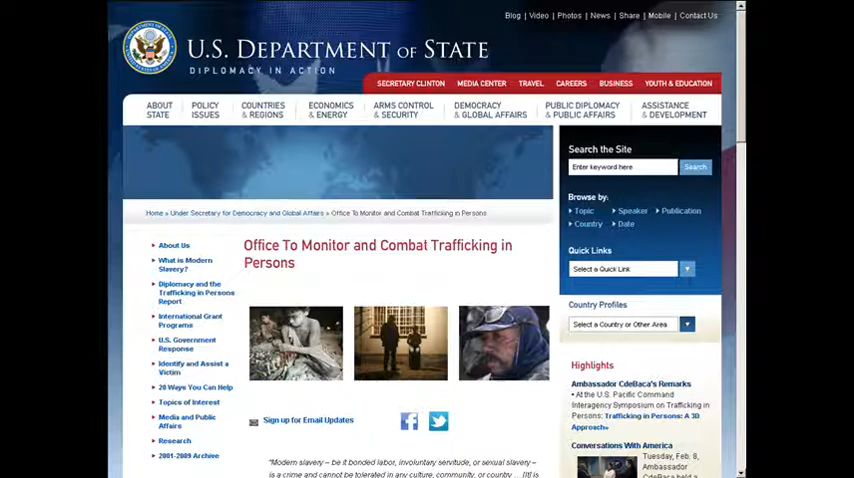 Blog | Video | Photos | News | Share | Mobile | Contact Us
U.S. DEPARTMENT OF STATE
DIPLOMACY IN ACTION
SECRETARY CLINTON MEDIA CENTER TRAVEL CAREERS BUSINESS YOUTH & EDUCATION
ABOUT STATE
POLICY ISSUES
COUNTRIES & REGIONS
ECONOMICS & ENERGY
ARMS CONTROL & SECURITY
DEMOCRACY & GLOBAL AFFAIRS
PUBLIC DIPLOMACY & PUBLIC AFFAIRS
ASSISTANCE & DEVELOPMENT
Search the Site
Enter keyword here Search
Browse by:
Topic Speaker Publication
Country Date
Quick Links
Select a Quick Link
Home » Under Secretary for Democracy and Global Affairs » Office To Monitor and Combat Trafficking in Persons
About Us
What is Modern
Slavery?
Diplomacy and the
Trafficking in Persons
Report
International Grant
Programs
U.S. Government
Response
Identify and Assist a
Victim
20 Ways You Can Help
Topics of Interest
Media and Public
Affairs
Research
2001-2009 Archive
Office To Monitor and Combat Trafficking in
Persons
Sign up for Email Updates
"Modern slavery – be it bonded labor, involuntary servitude, or sexual slavery –
is a crime and cannot be tolerated in any culture, community, or country ... [It] is
Country Profiles
Select a Country or Other Area
Highlights
Ambassador CdeBaca's Remarks
• At the U.S. Pacific Command
Interagency Symposium on Trafficking in
Persons: Trafficking in Persons: A 3D
Approach»
Conversations With America
Tuesday, Feb. 8,
Ambassador
CdeBaca held a